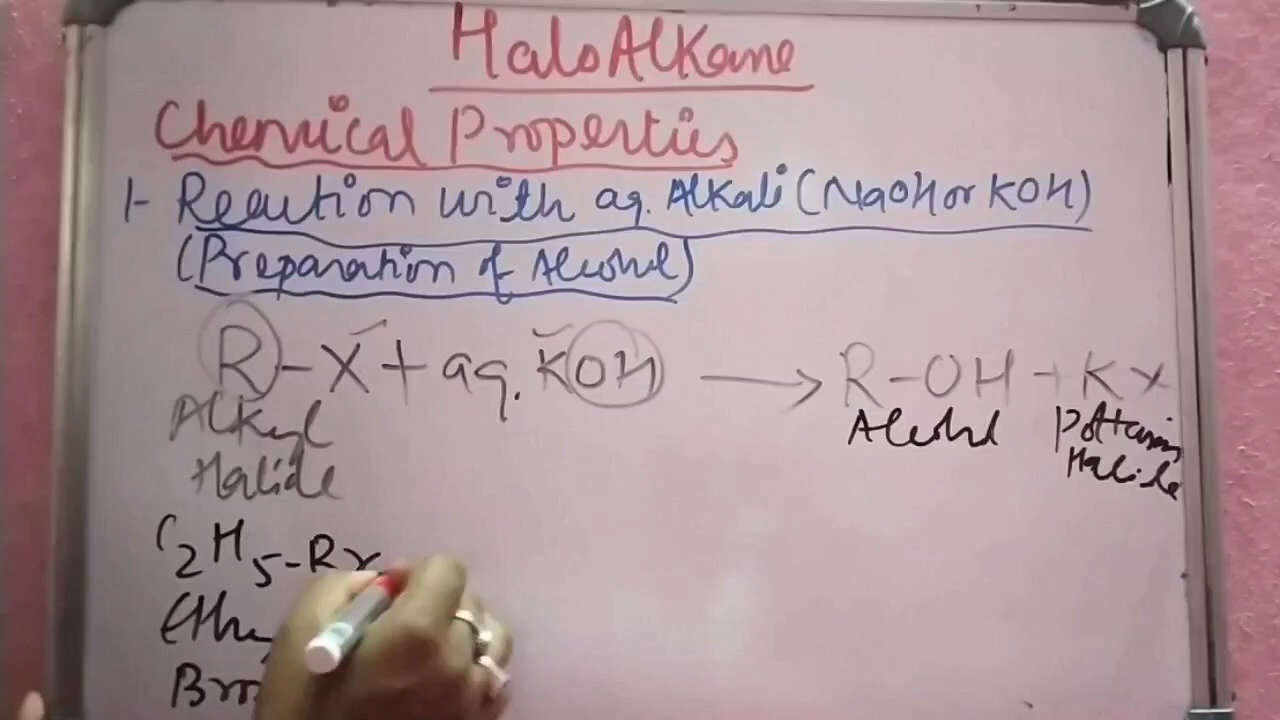 HaloAlkane
Chemical Properties
1- Reaction with aq. Alkali (NaOH or KOH)
(Preparation of Alcohol)
R-X + aq. KOH → R-OH + KX
Alkyl Halide
Alcohol
Pottasium Halide
C2H5-Br